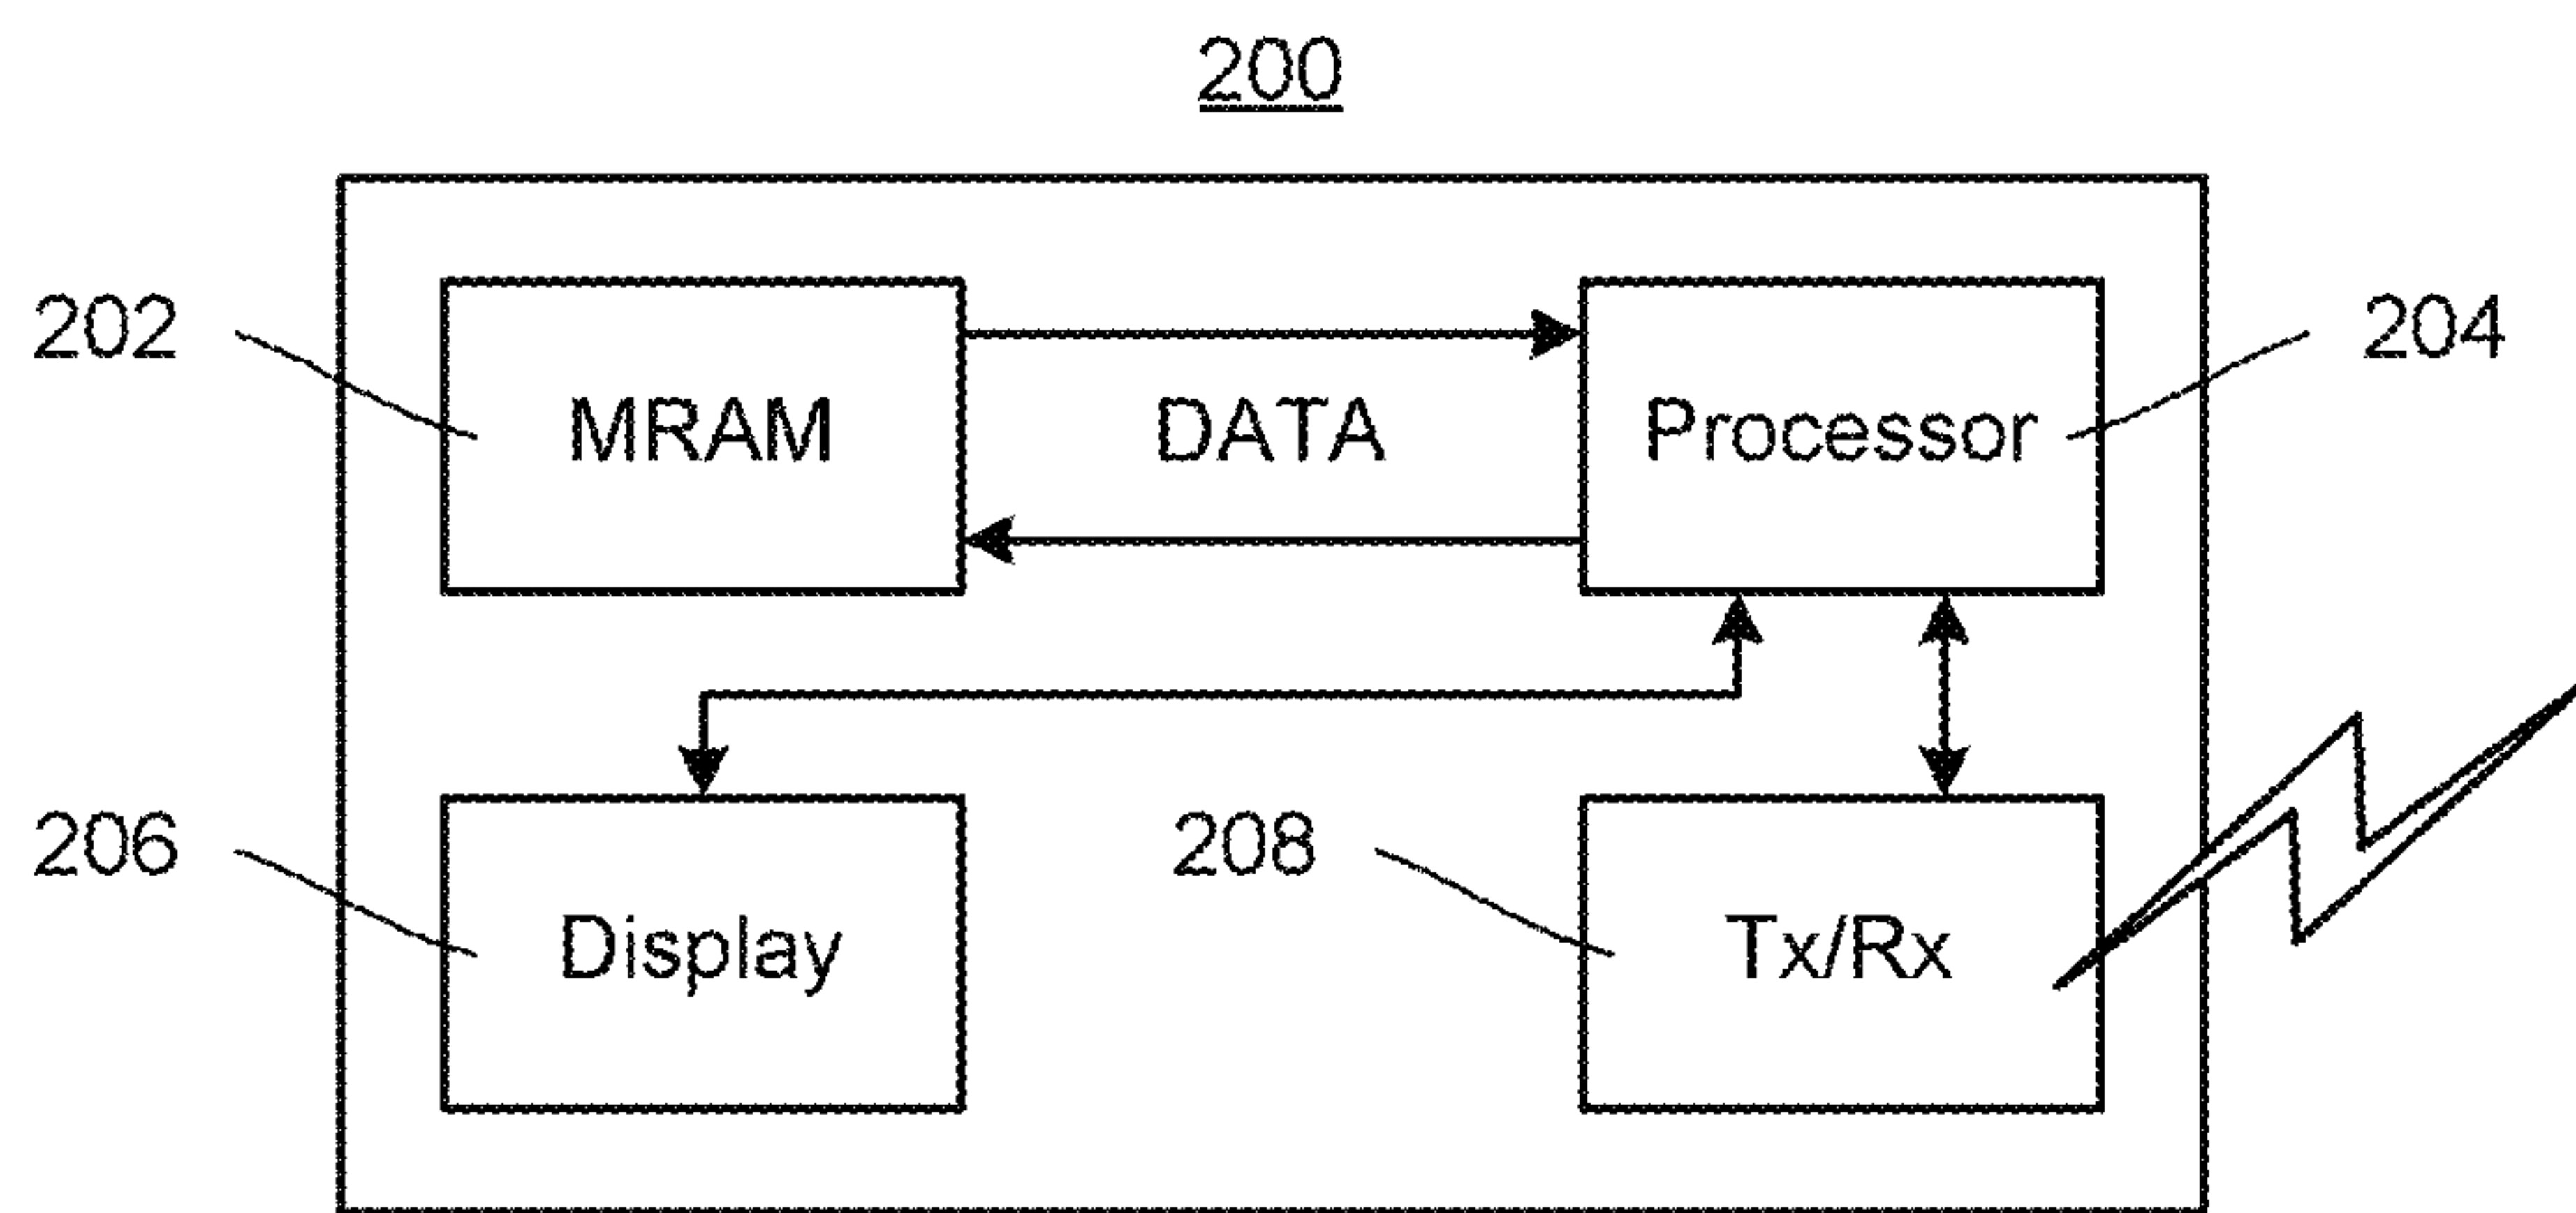 200
202
MRAM
DATA
Processor
204
206
Display
208
Tx/Rx